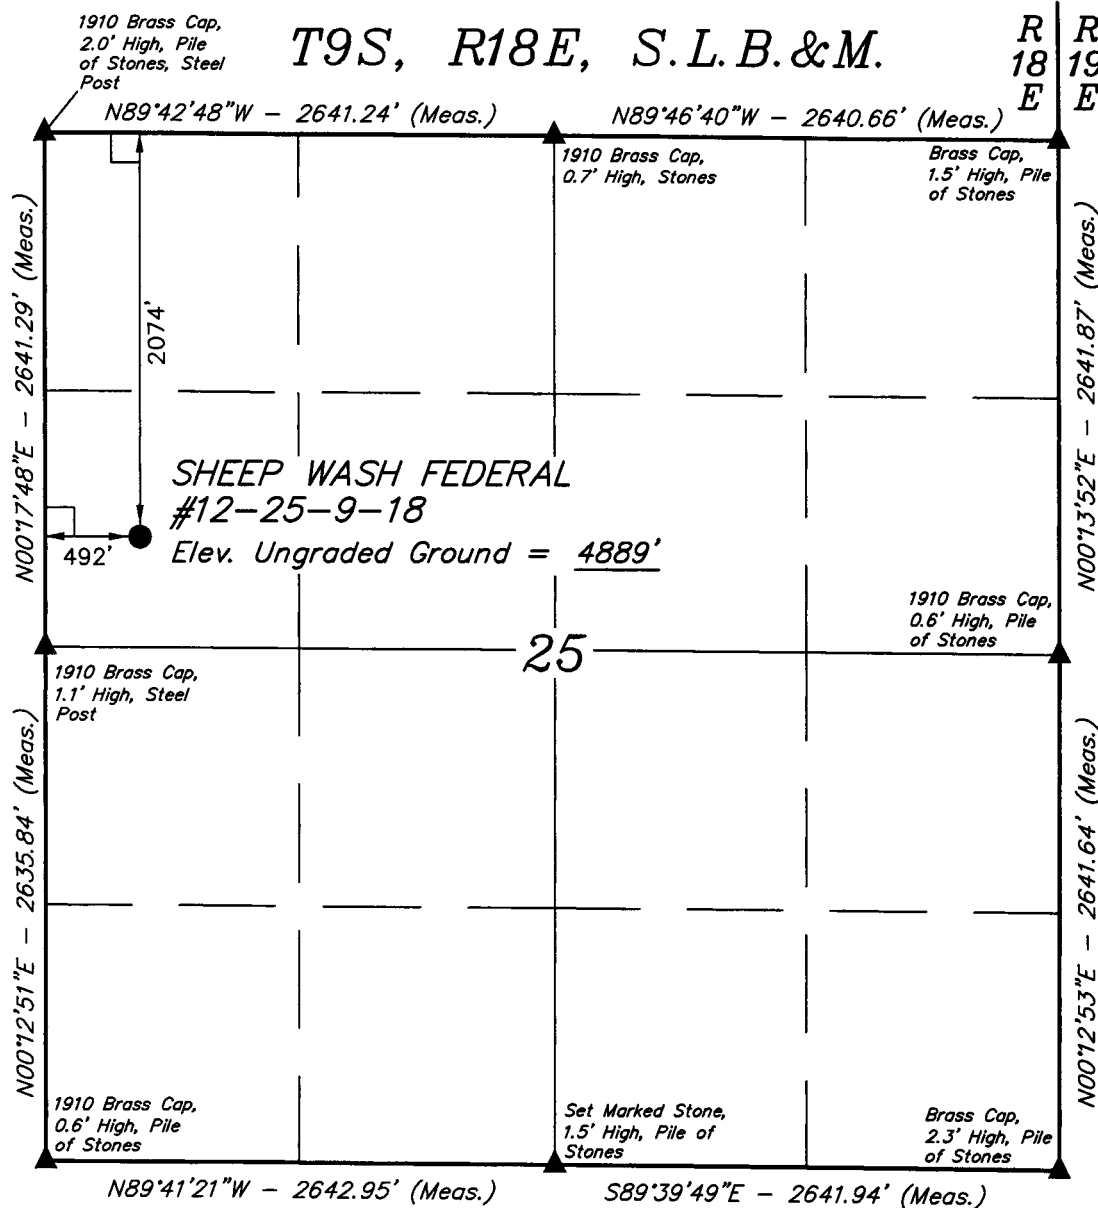 T9S, R18E, S.L.B.&M.
R R
18 19
E E
1910 Brass Cap,
2.0' High, Pile
of Stones, Steel
Post
N89°42'48"W - 2641.24' (Meas.)
N89°46'40"W - 2640.66' (Meas.)
1910 Brass Cap,
0.7' High, Stones
Brass Cap,
1.5' High, Pile
of Stones
N00°17'48"E - 2641.29' (Meas.)
2074'
N00°13'52"E - 2641.87' (Meas.)
SHEEP WASH FEDERAL
#12-25-9-18
Elev. Ungraded Ground = 4889'
492'
1910 Brass Cap,
0.6' High, Pile
of Stones
25
1910 Brass Cap,
1.1' High, Steel
Post
N00°12'51"E - 2635.84' (Meas.)
N00°12'53"E - 2641.64' (Meas.)
1910 Brass Cap,
0.6' High, Pile
of Stones
Set Marked Stone,
1.5' High, Pile of
Stones
Brass Cap,
2.3' High, Pile
of Stones
N89°41'21"W - 2642.95' (Meas.)
S89°39'49"E - 2641.94' (Meas.)